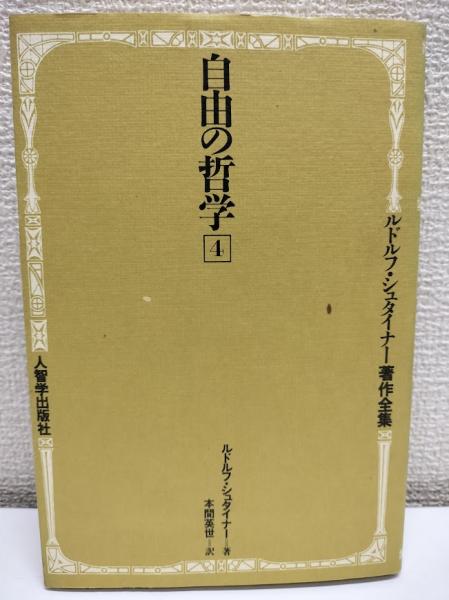 ルドルフ・シュタイナー著作全集
自由の哲学
4
ルドルフ・シュタイナー＝著
本間英世＝訳
人智学出版社